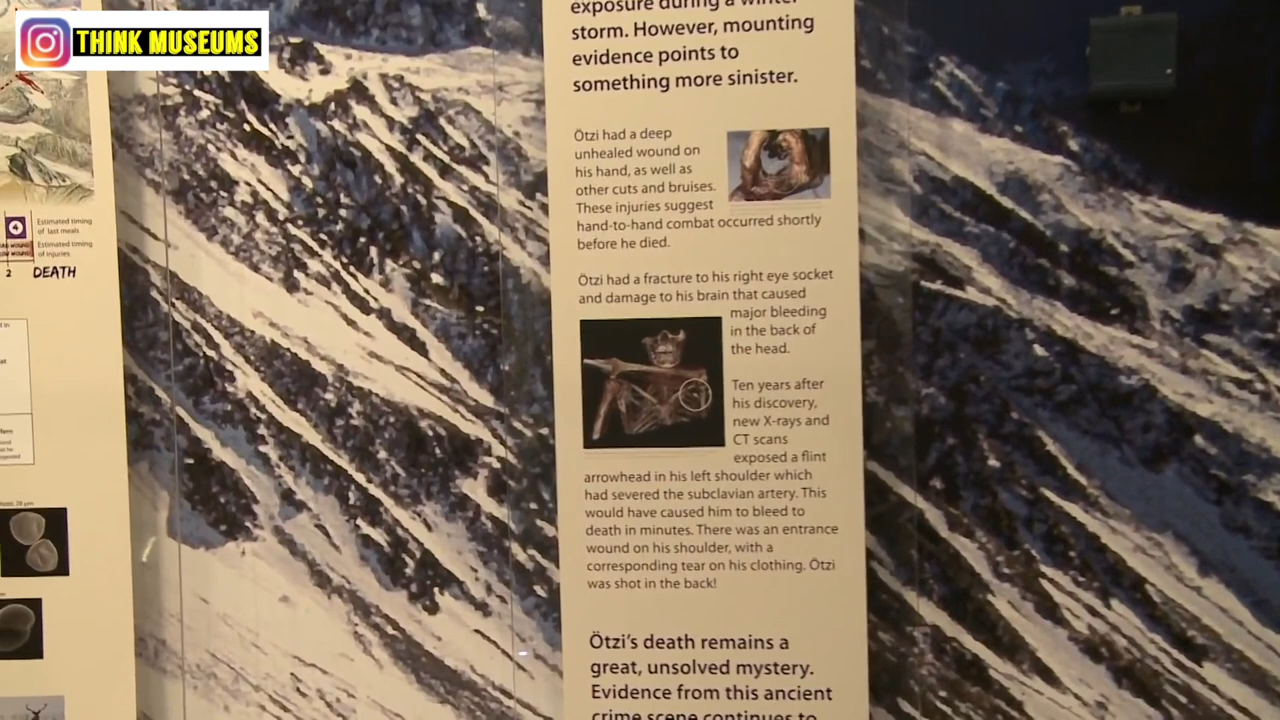 THINK MUSEUMS
4
Estimated timing
of last meals
Estimated timing
of injuries
2
DEATH
exposure during a winter
storm. However, mounting
evidence points to
something more sinister.
Ötzi had a deep
unhealed wound on
his hand, as well as
other cuts and bruises.
These injuries suggest
hand-to-hand combat occurred shortly
before he died.
Ötzi had a fracture to his right eye socket
and damage to his brain that caused
major bleeding
in the back of
the head.
Ten years after
his discovery,
new X-rays and
CT scans
exposed a flint
arrowhead in his left shoulder which
had severed the subclavian artery. This
would have caused him to bleed to
death in minutes. There was an entrance
wound on his shoulder, with a
corresponding tear on his clothing. Ötzi
was shot in the back!
Ötzi's death remains a
great, unsolved mystery.
Evidence from this ancient
crime scene continues to